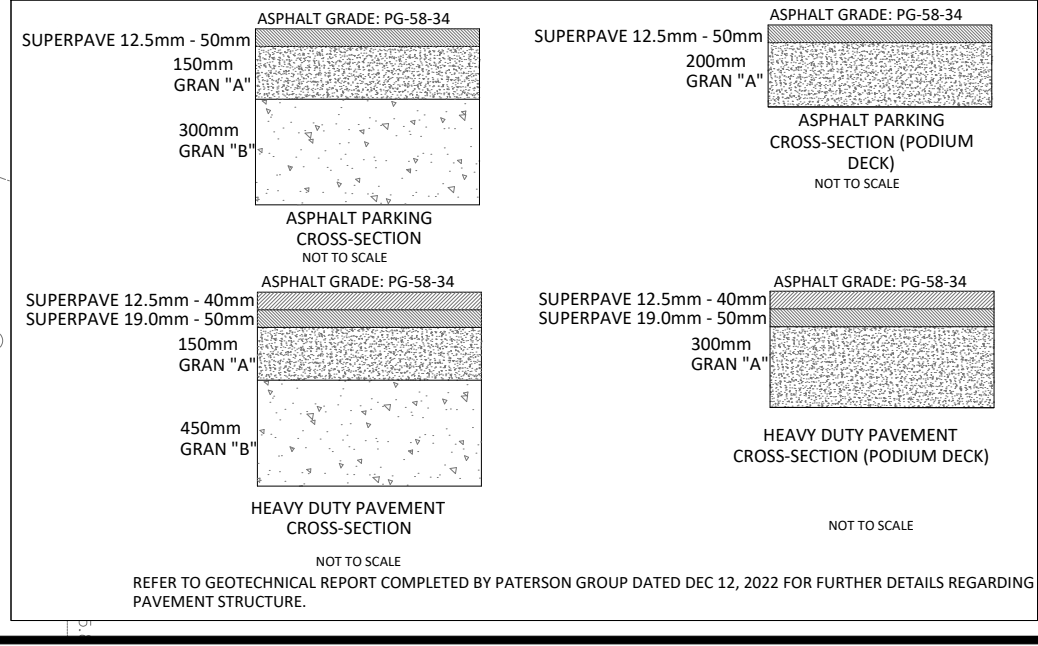 ASPHALT GRADE: PG-58-34
SUPERPAVE 12.5mm - 50mm
150mm
GRAN "A"
300mm
GRAN "B"
ASPHALT PARKING
CROSS-SECTION
NOT TO SCALE
ASPHALT GRADE: PG-58-34
SUPERPAVE 12.5mm - 50mm
200mm
GRAN "A"
ASPHALT PARKING
CROSS-SECTION (PODIUM
DECK)
NOT TO SCALE
ASPHALT GRADE: PG-58-34
SUPERPAVE 12.5mm - 40mm
SUPERPAVE 19.0mm - 50mm
150mm
GRAN "A"
450mm
GRAN "B"
HEAVY DUTY PAVEMENT
CROSS-SECTION
NOT TO SCALE
ASPHALT GRADE: PG-58-34
SUPERPAVE 12.5mm - 40mm
SUPERPAVE 19.0mm - 50mm
300mm
GRAN "A"
HEAVY DUTY PAVEMENT
CROSS-SECTION (PODIUM DECK)
NOT TO SCALE
REFER TO GEOTECHNICAL REPORT COMPLETED BY PATERSON GROUP DATED DEC 12, 2022 FOR FURTHER DETAILS REGARDING
PAVEMENT STRUCTURE.